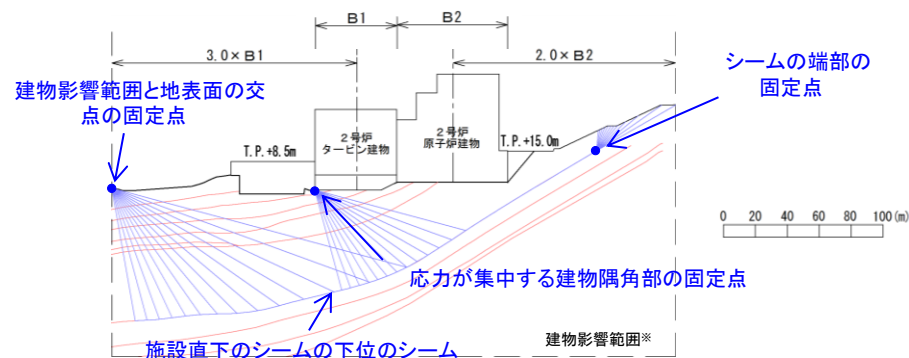 B1
B2
3.0×B1
2.0×B2
シームの端部の
固定点
建物影響範囲と地表面の交
点の固定点
2号炉
タービン建物
2号炉
原子炉建物
T.P.+8.5m
T.P.+15.0m
0 20 40 60 80 100(m)
応力が集中する建物隅角部の固定点
建物影響範囲※
施設直下のシームの下位のシーム